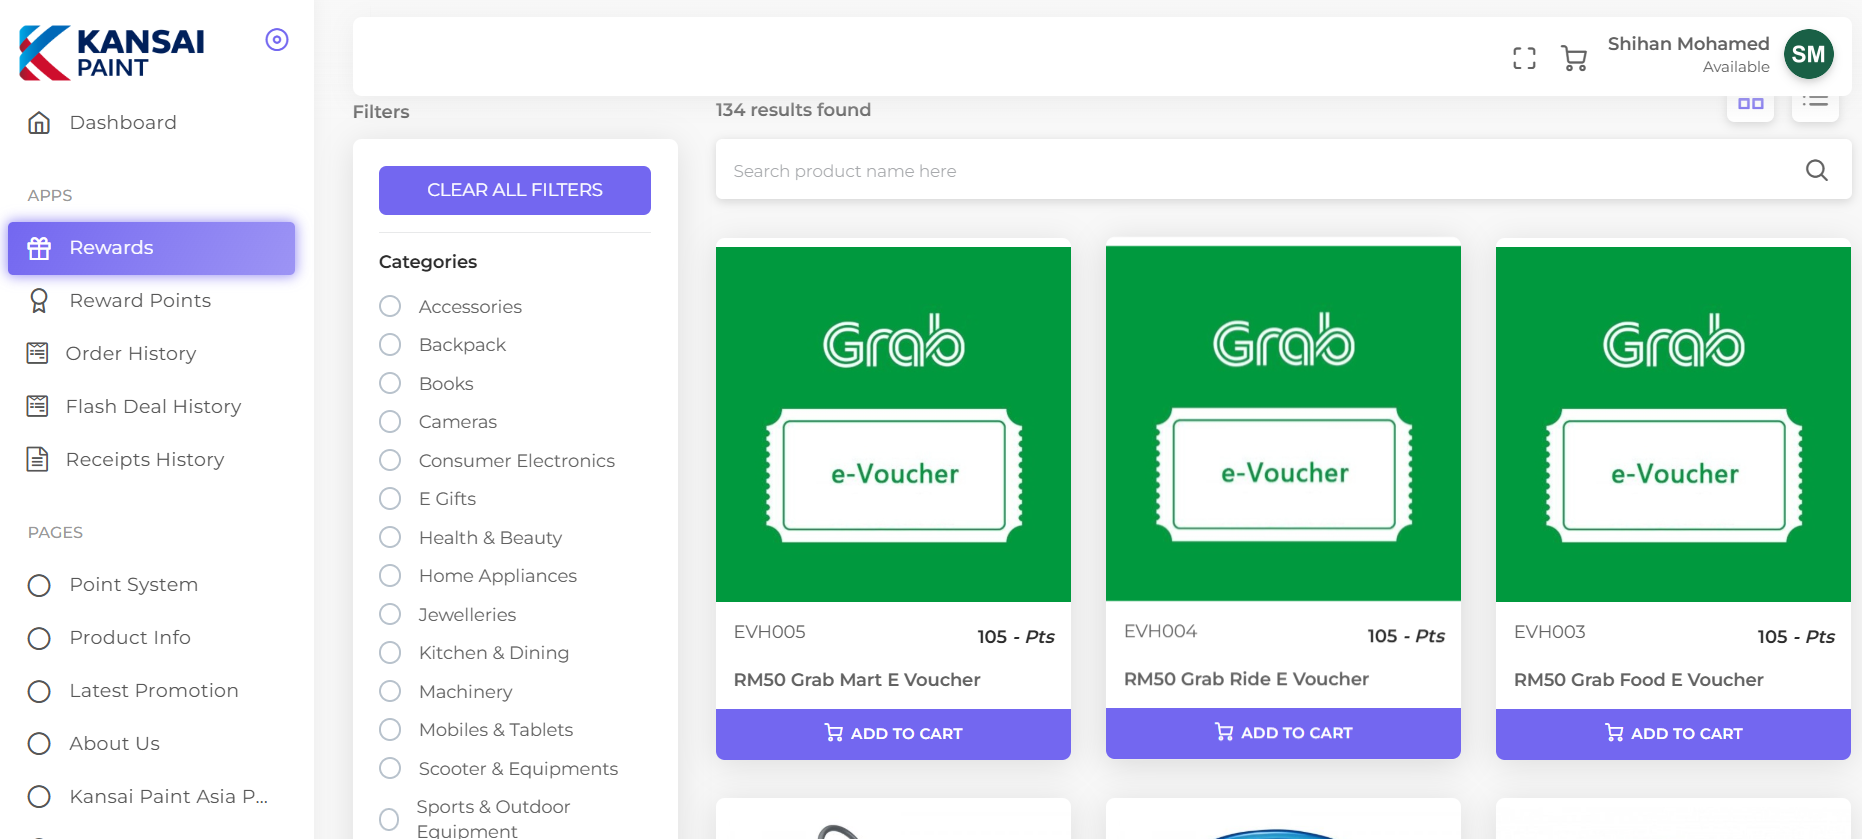 KANSAI
PAINT
Dashboard
APPS
Rewards
Reward Points
Order History
Flash Deal History
Receipts History
PAGES
Point System
Product Info
Latest Promotion
About Us
Kansai Paint Asia P...
Shihan Mohamed
Available
SM
Filters
CLEAR ALL FILTERS
Categories
Accessories
Backpack
Books
Cameras
Consumer Electronics
E Gifts
Health & Beauty
Home Appliances
Jewelleries
Kitchen & Dining
Machinery
Mobiles & Tablets
Scooter & Equipments
Sports & Outdoor
Equipment
134 results found
Search product name here
Grab
e-Voucher
EVH005
105 - Pts
RM50 Grab Mart E Voucher
ADD TO CART
Grab
e-Voucher
EVH004
105 - Pts
RM50 Grab Ride E Voucher
ADD TO CART
Grab
e-Voucher
EVH003
105 - Pts
RM50 Grab Food E Voucher
ADD TO CART